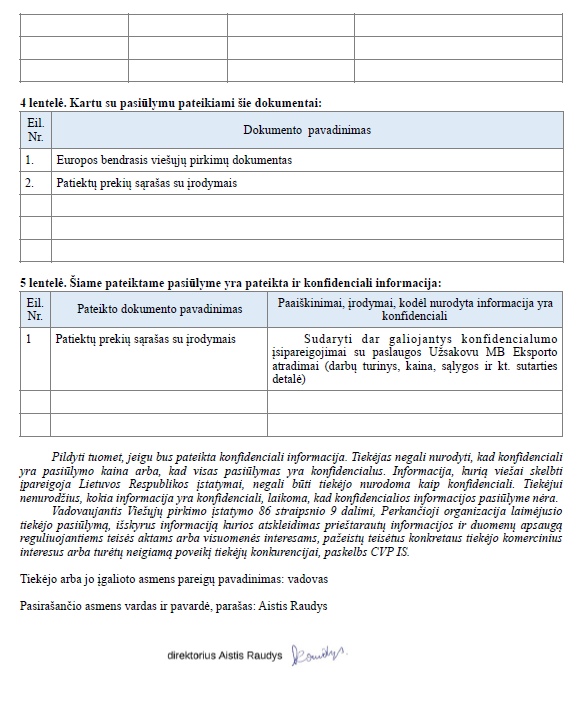 4 lentelė. Kartu su pasiūlymu pateikiami šie dokumentai:
Eil. Nr. Dokumento pavadinimas
1. Europos bendrasis viešųjų pirkimų dokumentas
2. Patiektų prekių sąrašas su įrodymais
5 lentelė. Šiame pateiktame pasiūlyme yra pateikta ir konfidenciali informacija:
Eil. Nr. Pateikto dokumento pavadinimas Paaiškinimai, įrodymai, kodėl nurodyta informacija yra
konfidenciali
1 Patiektų prekių sąrašas su įrodymais Sudaryti dar galiojantys konfidencialumo
įsipareigojimai su paslaugos Užsakovu MB Eksporto
atradimai (darbų turinys, kaina, sąlygos ir kt. sutarties
detalė)
Pildyti tuomet, jeigu bus pateikta konfidenciali informacija. Tiekėjas negali nurodyti, kad konfidenciali
yra pasiūlymo kaina arba, kad visas pasiūlymas yra konfidencialus. Informacija, kurią viešai skelbti
įpareigoja Lietuvos Respublikos įstatymai, negali būti tiekėjo nurodoma kaip konfidenciali. Tiekėjui
nenurodžius, kokia informacija yra konfidenciali, laikoma, kad konfidencialios informacijos pasiūlyme nėra.
Vadovaujantis Viešųjų pirkimo įstatymo 86 straipsnio 9 dalimi, Perkančioji organizacija laimėjusio
tiekėjo pasiūlymą, išskyrus informaciją kurios atskleidimas prieštarautų informacijos ir duomenų apsaugą
reguliuojantiems teisės aktams arba visuomenės interesams, pažeistų teisėtus konkretaus tiekėjo komercinius
interesus arba turėtų neigiamą poveikį tiekėjų konkurencijai, paskelbs CVP IS.
Tiekėjo arba jo įgalioto asmens pareigų pavadinimas: vadovas
Pasirašančio asmens vardas ir pavardė, parašas: Aistis Raudys
direktorius Aistis Raudys